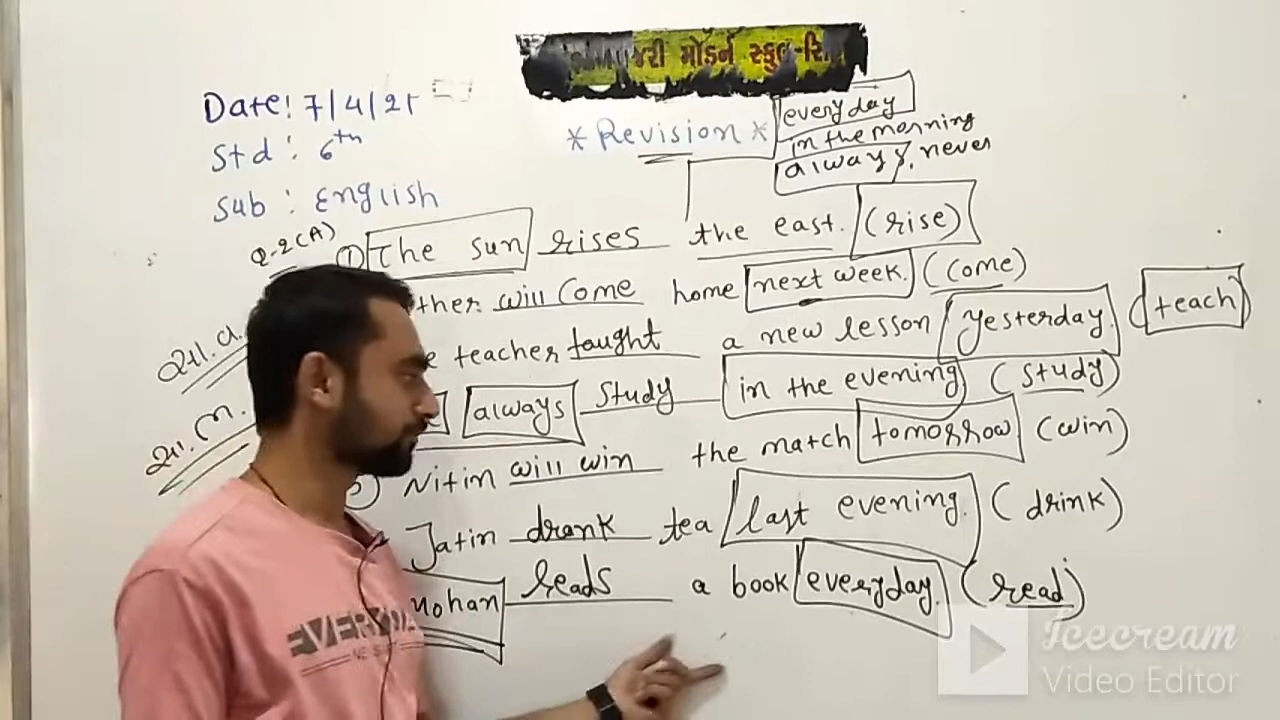 મોડર્ન સ્કુલ
Date: 7/4/21
Std : 6th
Sub : English
* Revision *
everyday
in the morning
always, never
Q-2(A)
① The sun rises the east. (rise)
ther will come home next week. (come)
e teacher taught a new lesson yesterday. (teach)
always study in the evening (study)
Nitin will win the match tomorrow (win)
Jatin drank tea last evening. (drink)
mohan reads a book everyday. (read)
EVERYDA
Icecream
Video Editor